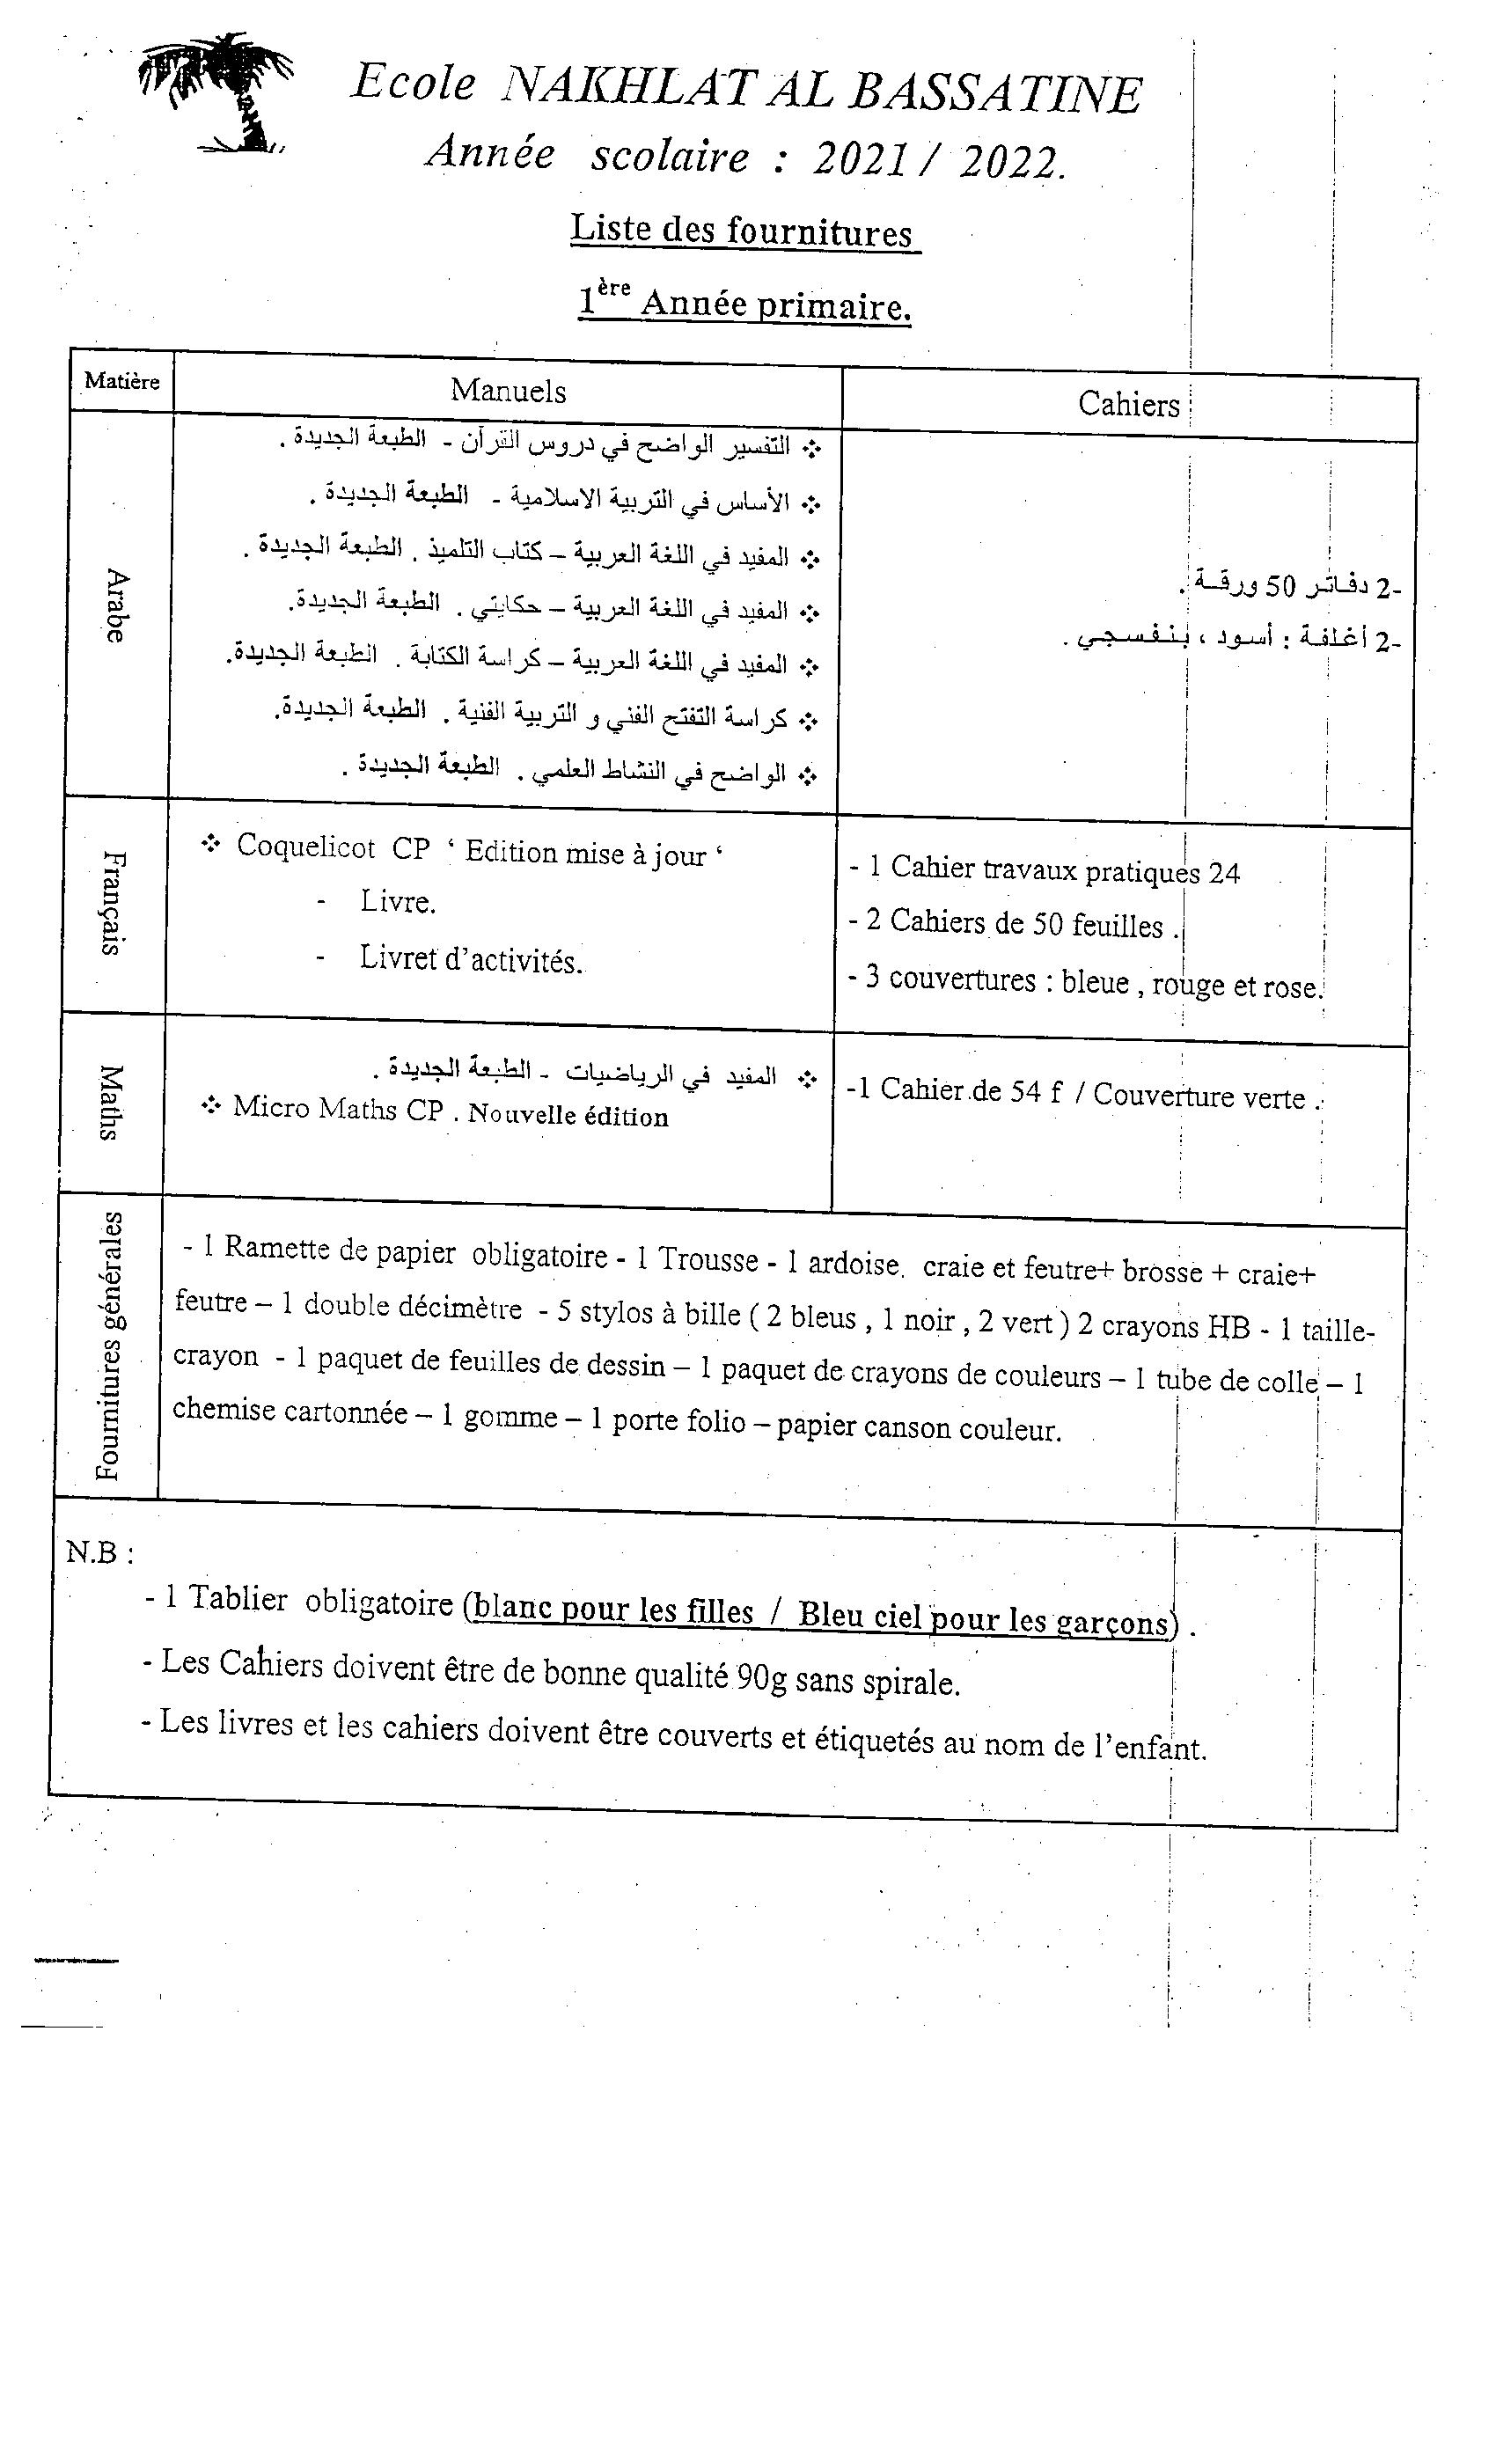 Ecole NAKHLAT AL BASSATINE
Année scolaire : 2021 / 2022.
Liste des fournitures
1ère Année primaire.
Matière
Manuels
Cahiers
Arabe
❖ التفسير الواضح في دروس القرآن - الطبعة الجديدة .
❖ الأساس في التربية الاسلامية - الطبعة الجديدة .
❖ المفيد في اللغة العربية – كتاب التلميذ . الطبعة الجديدة .
❖ المفيد في اللغة العربية – حكايتي . الطبعة الجديدة.
❖ المفيد في اللغة العربية – كراسة الكتابة . الطبعة الجديدة.
❖ كراسة التفتح الفني و التربية الفنية . الطبعة الجديدة.
❖ الواضح في النشاط العلمي . الطبعة الجديدة .
-2 دفاتر 50 ورقة .
-2 أغلفة : أسود ، بنفسجي .
Français
❖ Coquelicot CP ‘ Edition mise à jour ‘
- Livre.
- Livret d’activités.
- 1 Cahier travaux pratiques 24
- 2 Cahiers de 50 feuilles .
- 3 couvertures : bleue , rouge et rose.
Maths
❖ المفيد في الرياضيات - الطبعة الجديدة .
❖ Micro Maths CP . Nouvelle édition
-1 Cahier de 54 f / Couverture verte .
Fournitures générales
- 1 Ramette de papier obligatoire - 1 Trousse - 1 ardoise. craie et feutre+ brosse + craie+
feutre – 1 double décimètre - 5 stylos à bille ( 2 bleus , 1 noir , 2 vert ) 2 crayons HB - 1 taille-
crayon - 1 paquet de feuilles de dessin – 1 paquet de crayons de couleurs – 1 tube de colle – 1
chemise cartonnée – 1 gomme – 1 porte folio – papier canson couleur.
N.B :
- 1 Tablier obligatoire (blanc pour les filles / Bleu ciel pour les garçons) .
- Les Cahiers doivent être de bonne qualité 90g sans spirale.
- Les livres et les cahiers doivent être couverts et étiquetés au nom de l’enfant.